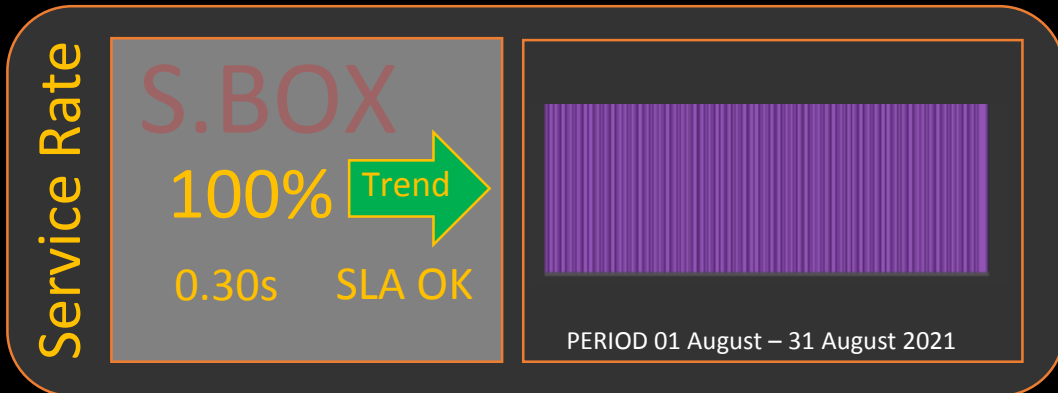 Service Rate
S.BOX
100%
Trend
0.30s
SLA OK
PERIOD 01 August – 31 August 2021